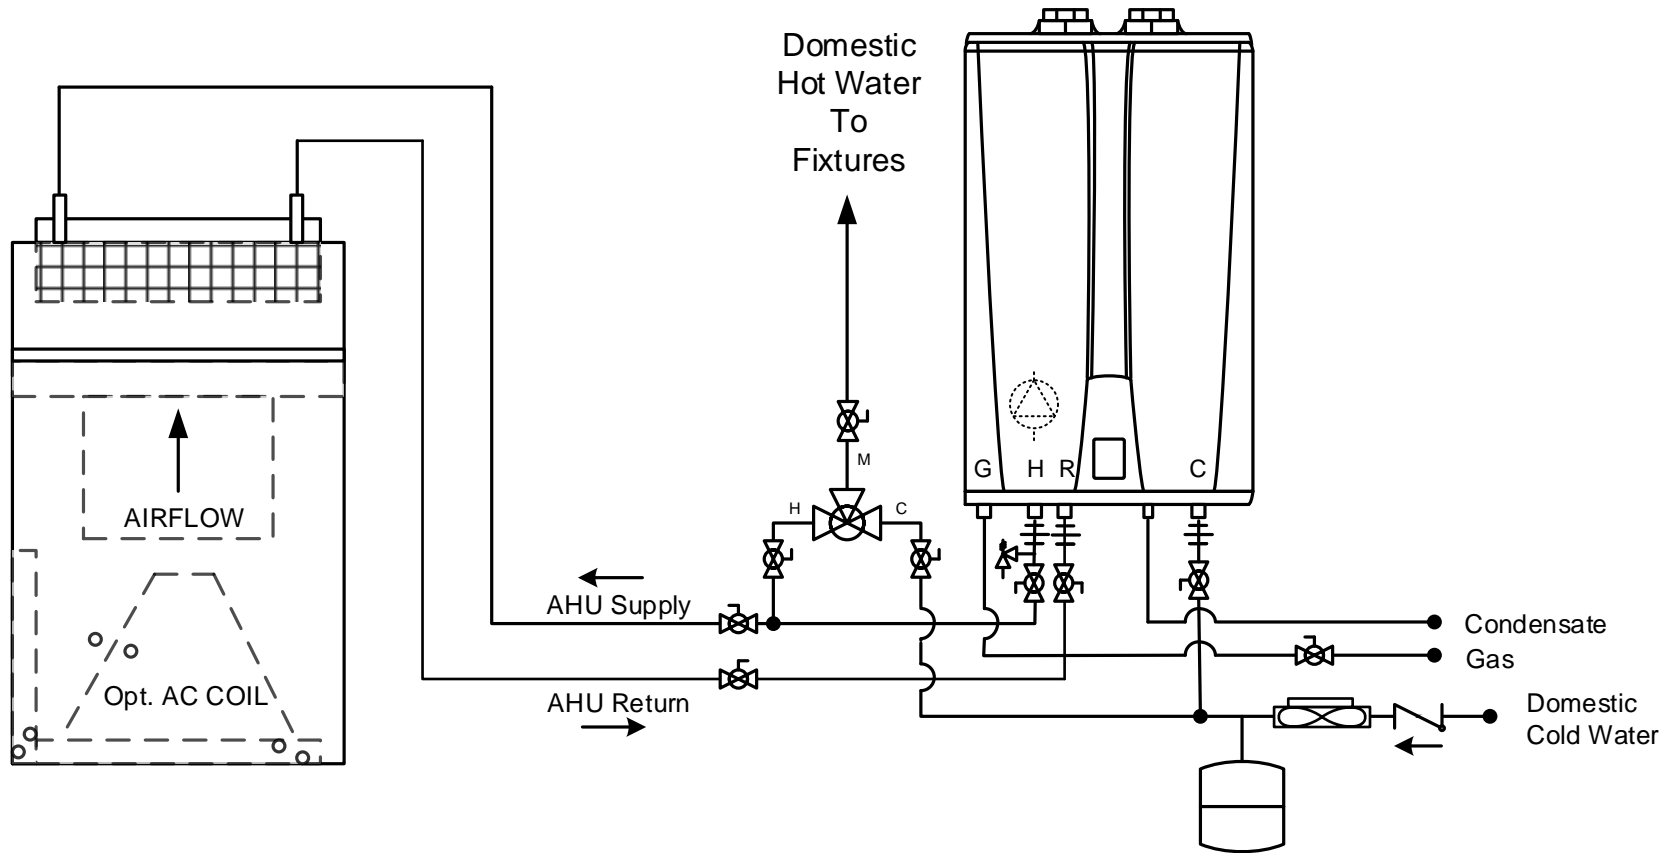 Domestic
Hot Water
To
Fixtures
G H R C
M
H C
AIRFLOW
AHU Supply
AHU Return
Opt. AC COIL
Condensate
Gas
Domestic
Cold Water